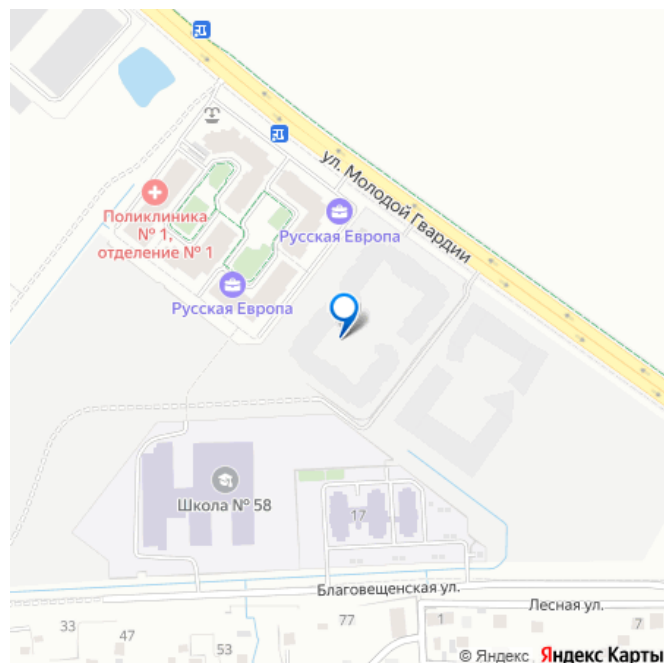 ул. Молодой Гвардии
Поликлиника
№ 1,
отделение № 1
Русская Европа
Русская Европа
Школа № 58
17
Благовещенская ул.
Лесная ул.
33
47
53
77
1
7
© Яндекс Яндекс Карты